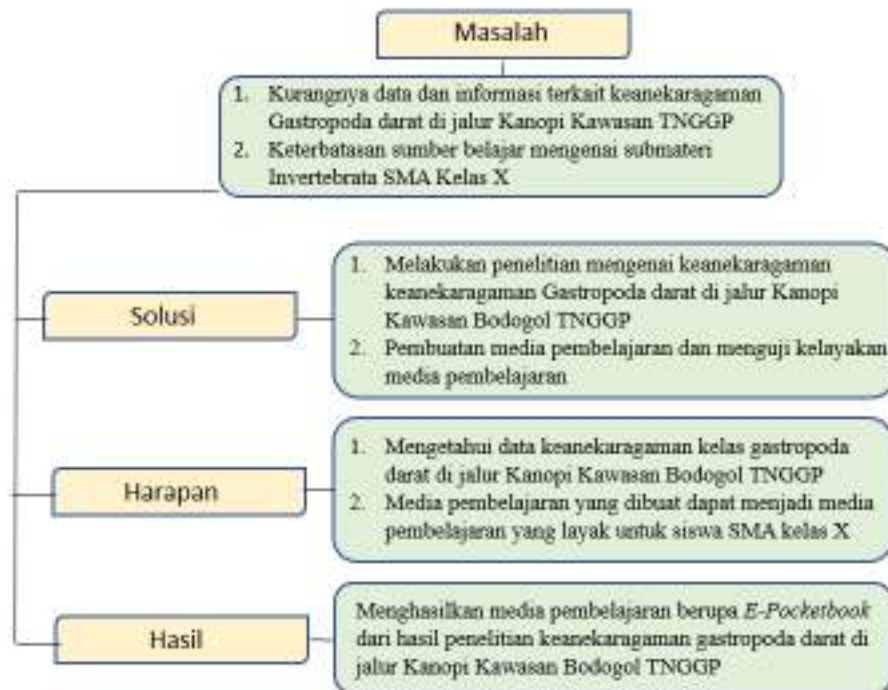 Masalah
1. Kurangnya data dan informasi terkait keanekaragaman
Gastropoda darat di jalur Kanopi Kawasan TNGGP
2. Keterbatasan sumber belajar mengenai submateri
Invertebrata SMA Kelas X
Solusi
1. Melakukan penelitian mengenai keanekaragaman
keanekaragaman Gastropoda darat di jalur Kanopi
Kawasan Bodogol TNGGP
2. Pembuatan media pembelajaran dan menguji kelayakan
media pembelajaran
Harapan
1. Mengetahui data keanekaragaman kelas gastropoda
darat di jalur Kanopi Kawasan Bodogol TNGGP
2. Media pembelajaran yang dibuat dapat menjadi media
pembelajaran yang layak untuk siswa SMA kelas X
Hasil
Menghasilkan media pembelajaran berupa E-Pocketbook
dari hasil penelitian keanekaragaman gastropoda darat di
jalur Kanopi Kawasan Bodogol TNGGP